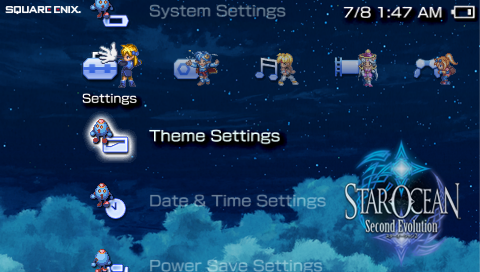 SQUARE ENIX.
System Settings
7/8 1:47 AM
Settings
Theme Settings
Date & Time Settings
STAR OCEAN
Second Evolution
Power Save Settings